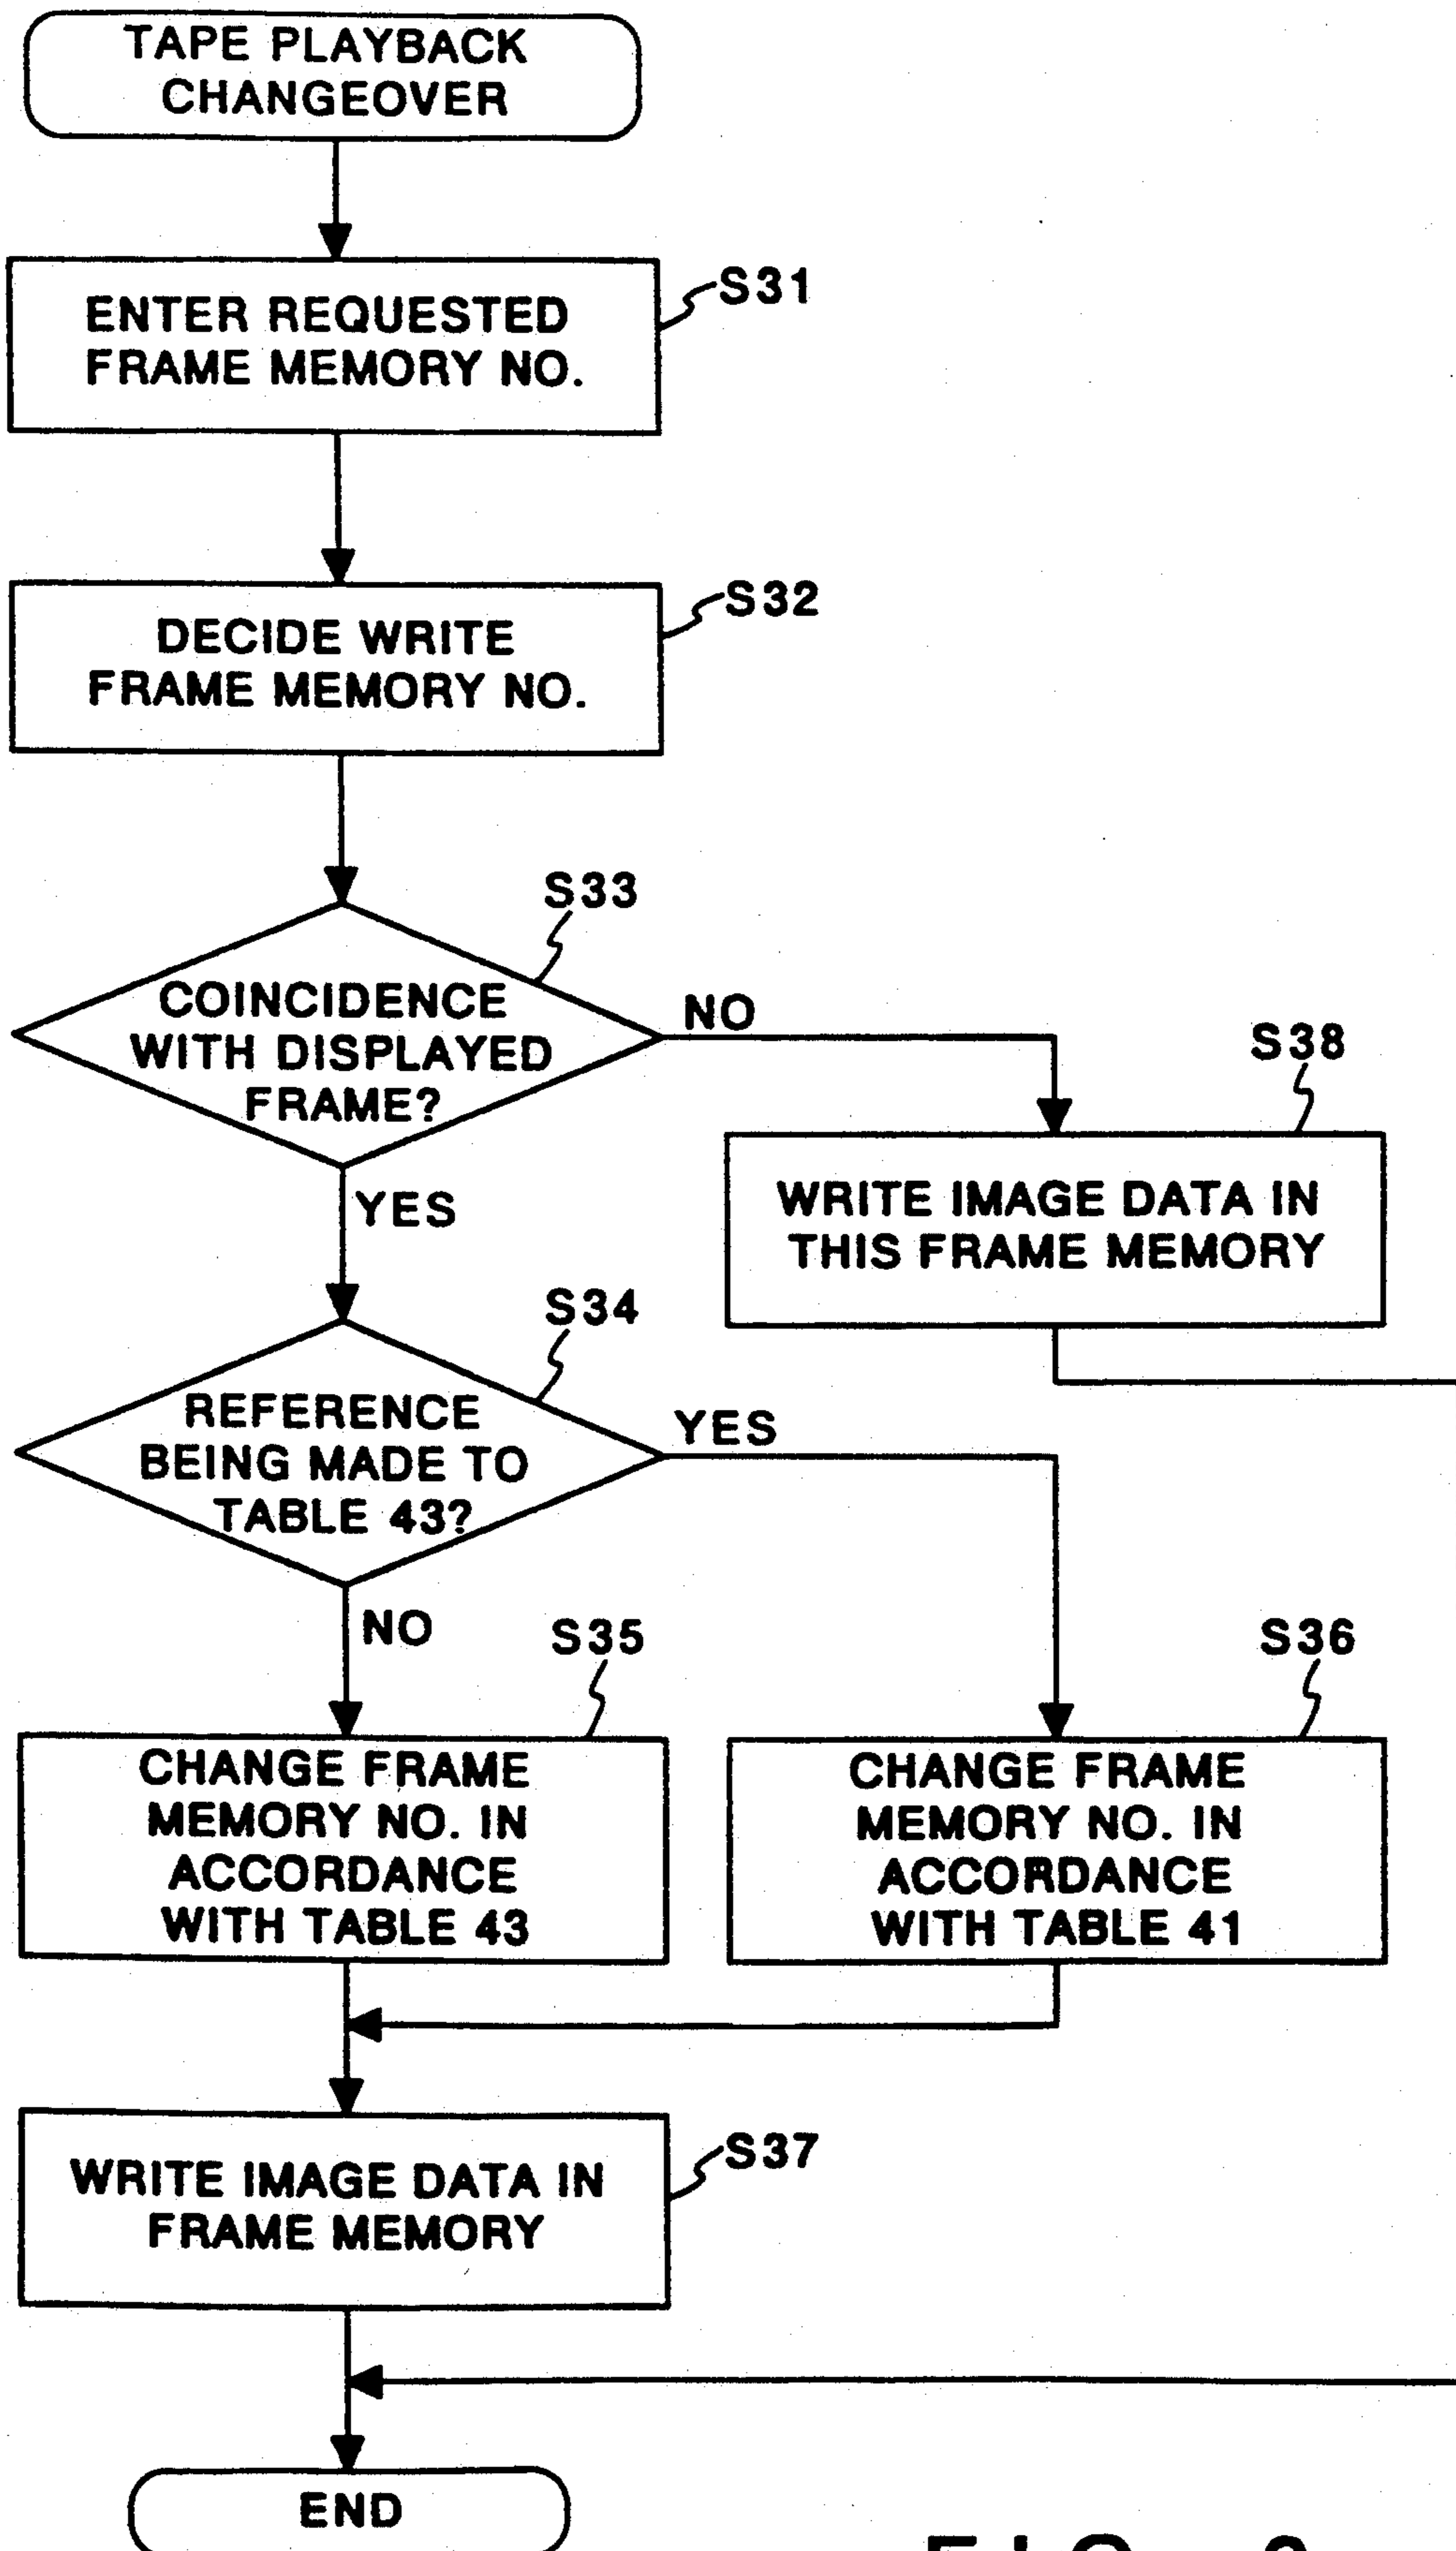 TAPE PLAYBACK
CHANGEOVER
S31
ENTER REQUESTED
FRAME MEMORY NO.
S32
DECIDE WRITE
FRAME MEMORY NO.
S33
COINCIDENCE
WITH DISPLAYED
FRAME?
NO
YES
S38
WRITE IMAGE DATA IN
THIS FRAME MEMORY
S34
REFERENCE
BEING MADE TO
TABLE 43?
YES
NO
S35
CHANGE FRAME
MEMORY NO. IN
ACCORDANCE
WITH TABLE 43
S36
CHANGE FRAME
MEMORY NO. IN
ACCORDANCE
WITH TABLE 41
S37
WRITE IMAGE DATA IN
FRAME MEMORY
END